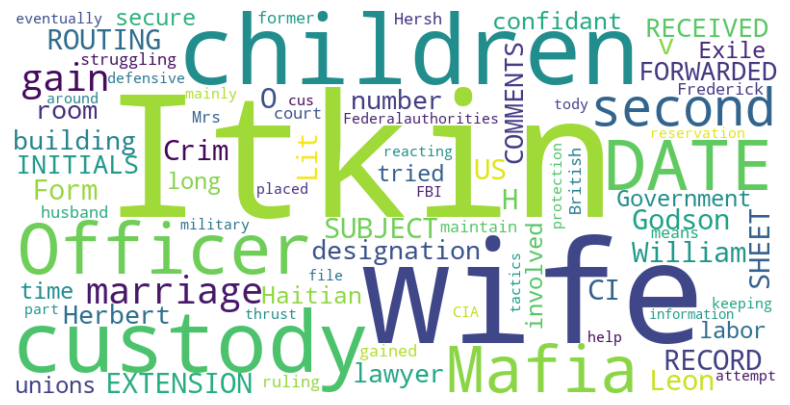 eventually secure former Hersh confidant RECEIVED
ROUTING children v Exile
struggling FORWARDED
gain defensive Frederick
around mainly O number COMMENTS second
room Mrs cus court Federalauthorities tody reservation
building Itkin
INITIALS Crim Lit reacting US DATE
Form long placed tried FBI H protection British Government
husband military SUBJECT maintain Godson
Officer designation involved William means SHEET
time marriage Haitian wife CI keeping
part Herbert file CIA tactics information labor
custody thrust help
gained Mafia RECORD
unions EXTENSION ruling lawyer Leon attempt